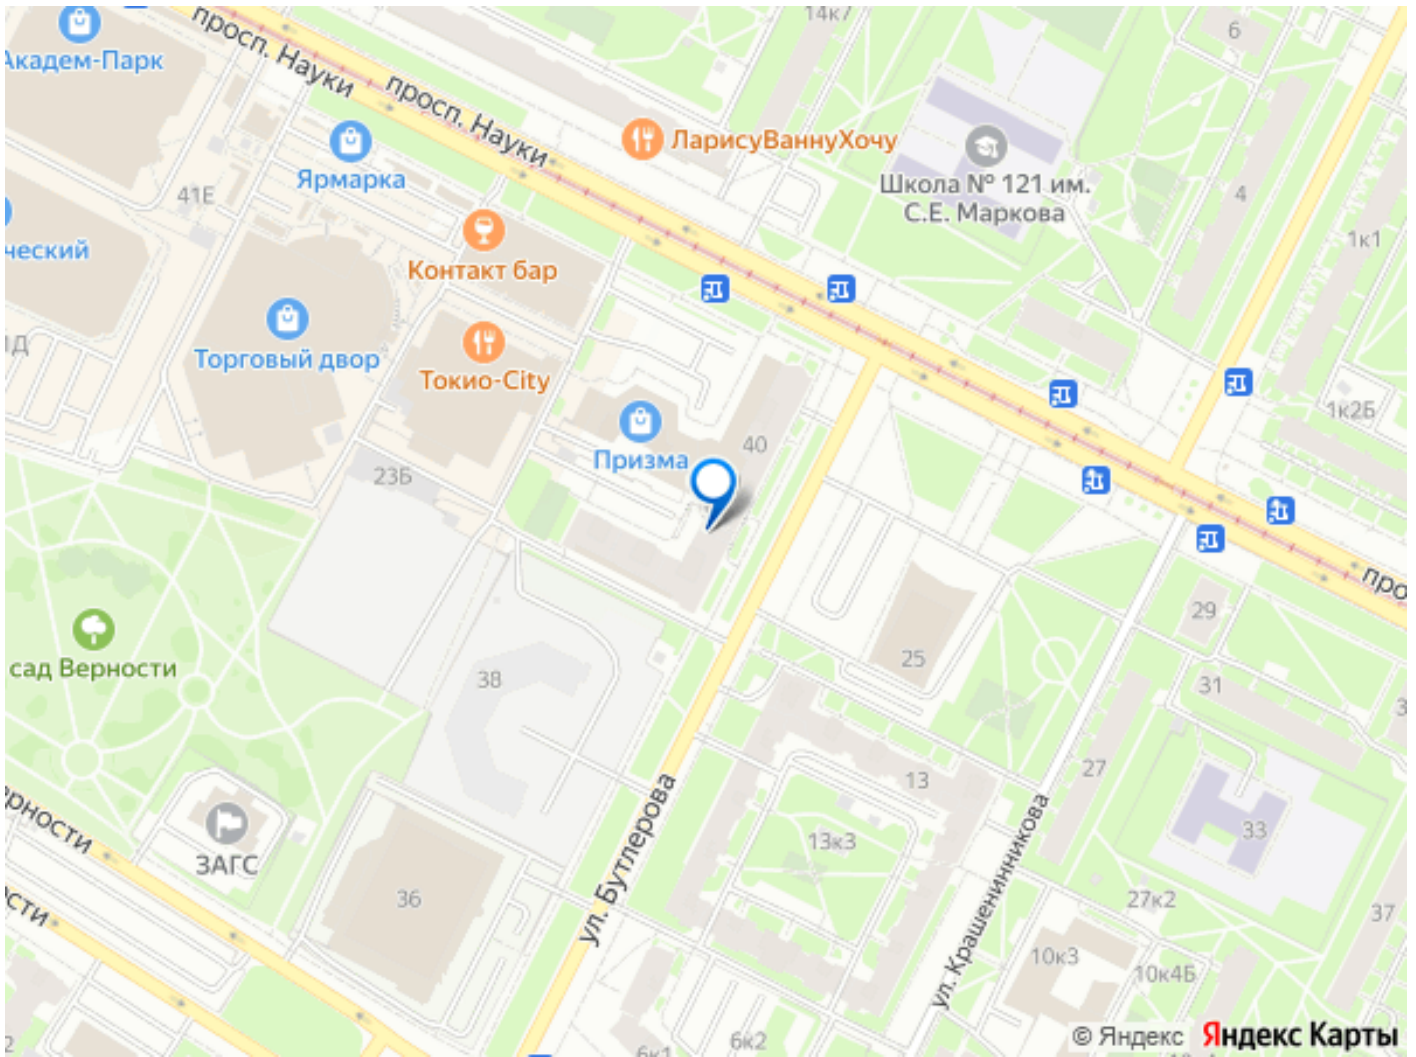 14к7
6
просп. Науки
Академ-Парк
просп. Науки
ЛарисуВаннуХочу
Ярмарка
Школа № 121 им.
С.Е. Маркова
41Е
4
1к1
ческий
Контакт бар
Торговый двор
Токио-City
1к2Б
40
Призма
23Б
29
сад Верности
25
31
38
27
13
ул. Бутлерова
13к3
33
ЗАГС
ул. Крашенинникова
36
27к2
37
10к3
10к4Б
6к2
6к1
© Яндекс Яндекс Карты